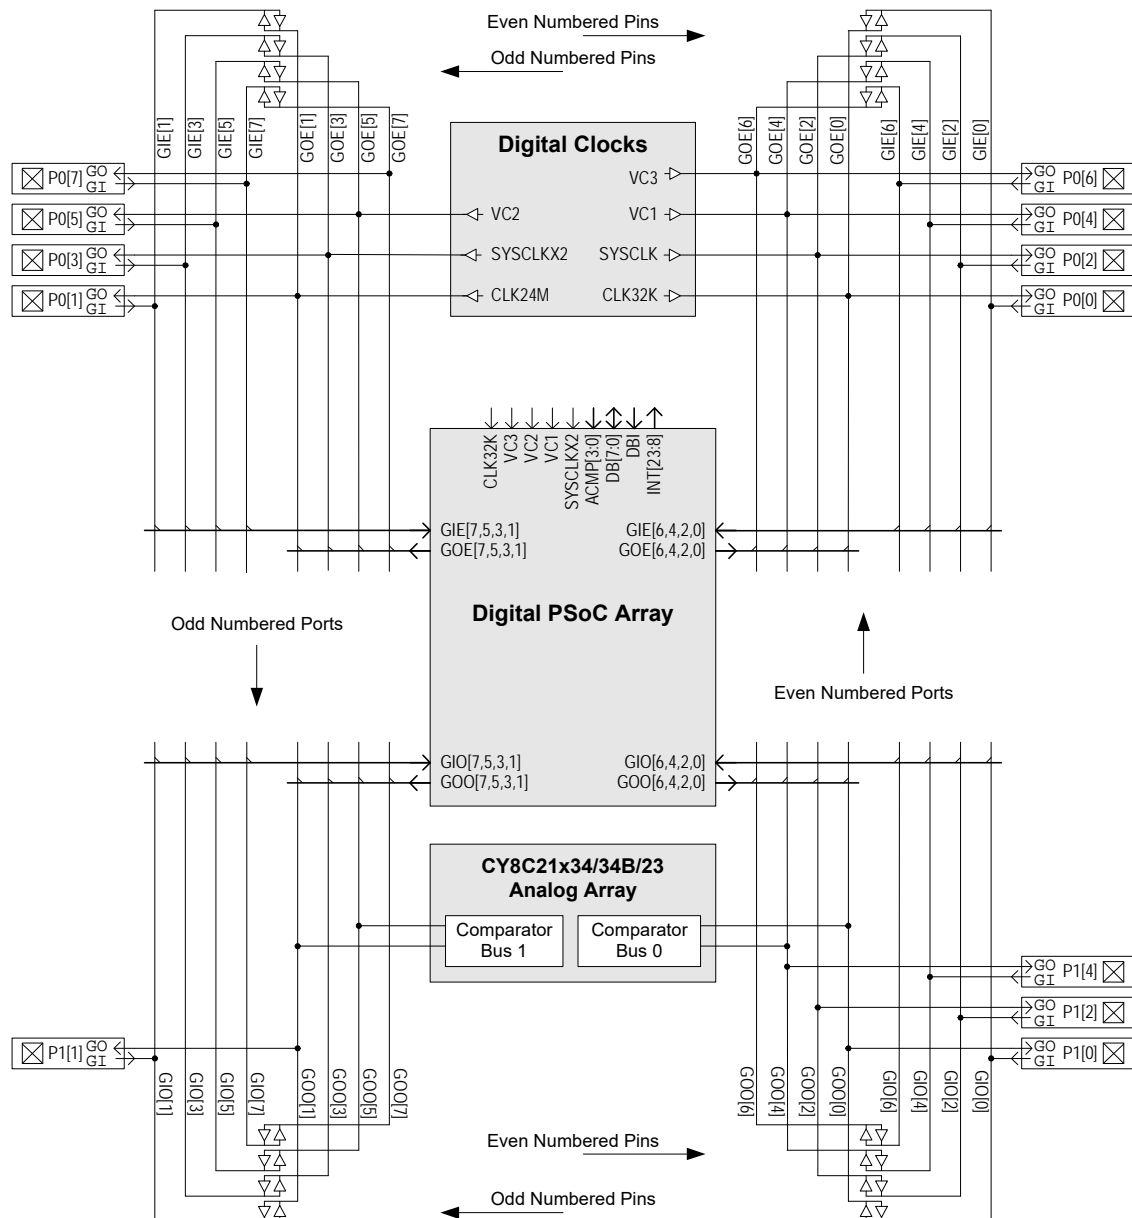 Even Numbered Pins
Odd Numbered Pins
GIE[1]
GIE[3]
GIE[5]
GIE[7]
GOE[1]
GOE[3]
GOE[5]
GOE[7]
GOE[6]
GOE[4]
GOE[2]
GOE[0]
GIE[6]
GIE[4]
GIE[2]
GIE[0]
P0[7] GO
GI
P0[5] GO
GI
P0[3] GO
GI
P0[1] GO
GI
Digital Clocks
VC3
VC2 VC1
SYSCLKX2 SYSCLK
CLK24M CLK32K
GO P0[6]
GI
GO P0[4]
GI
GO P0[2]
GI
GO P0[0]
GI
CLK32K
VC3
VC2
VC1
SYSCLKX2
ACMP[3:0]
DB[7:0]
DBI
INT[23:8]
GIE[7,5,3,1] GIE[6,4,2,0]
GOE[7,5,3,1] GOE[6,4,2,0]
Digital PSoC Array
Odd Numbered Ports
Even Numbered Ports
GIO[7,5,3,1] GIO[6,4,2,0]
GOO[7,5,3,1] GOO[6,4,2,0]
CY8C21x34/34B/23
Analog Array
Comparator
Bus 1
Comparator
Bus 0
GO P1[4]
GI
GO P1[2]
GI
GO P1[0]
GI
P1[1] GO
GI
GIO[1]
GIO[3]
GIO[5]
GIO[7]
GOO[1]
GOO[3]
GOO[5]
GOO[7]
GOO[6]
GOO[4]
GOO[2]
GOO[0]
GIO[6]
GIO[4]
GIO[2]
GIO[0]
Even Numbered Pins
Odd Numbered Pins